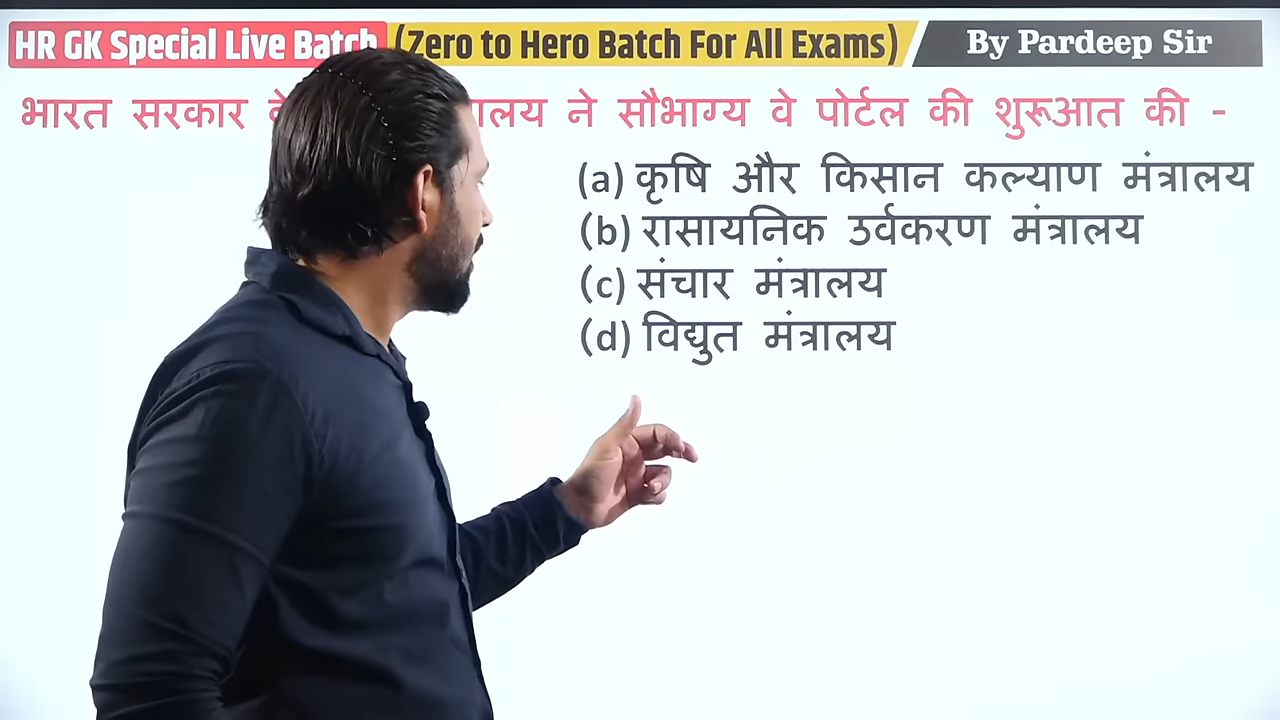 HR GK Special Live Batch (Zero to Hero Batch For All Exams) By Pardeep Sir
भारत सरकार ने सौभाग्य वे पोर्टल की शुरूआत की -
(a) कृषि और किसान कल्याण मंत्रालय
(b) रासायनिक उर्वकरण मंत्रालय
(c) संचार मंत्रालय
(d) विद्युत मंत्रालय